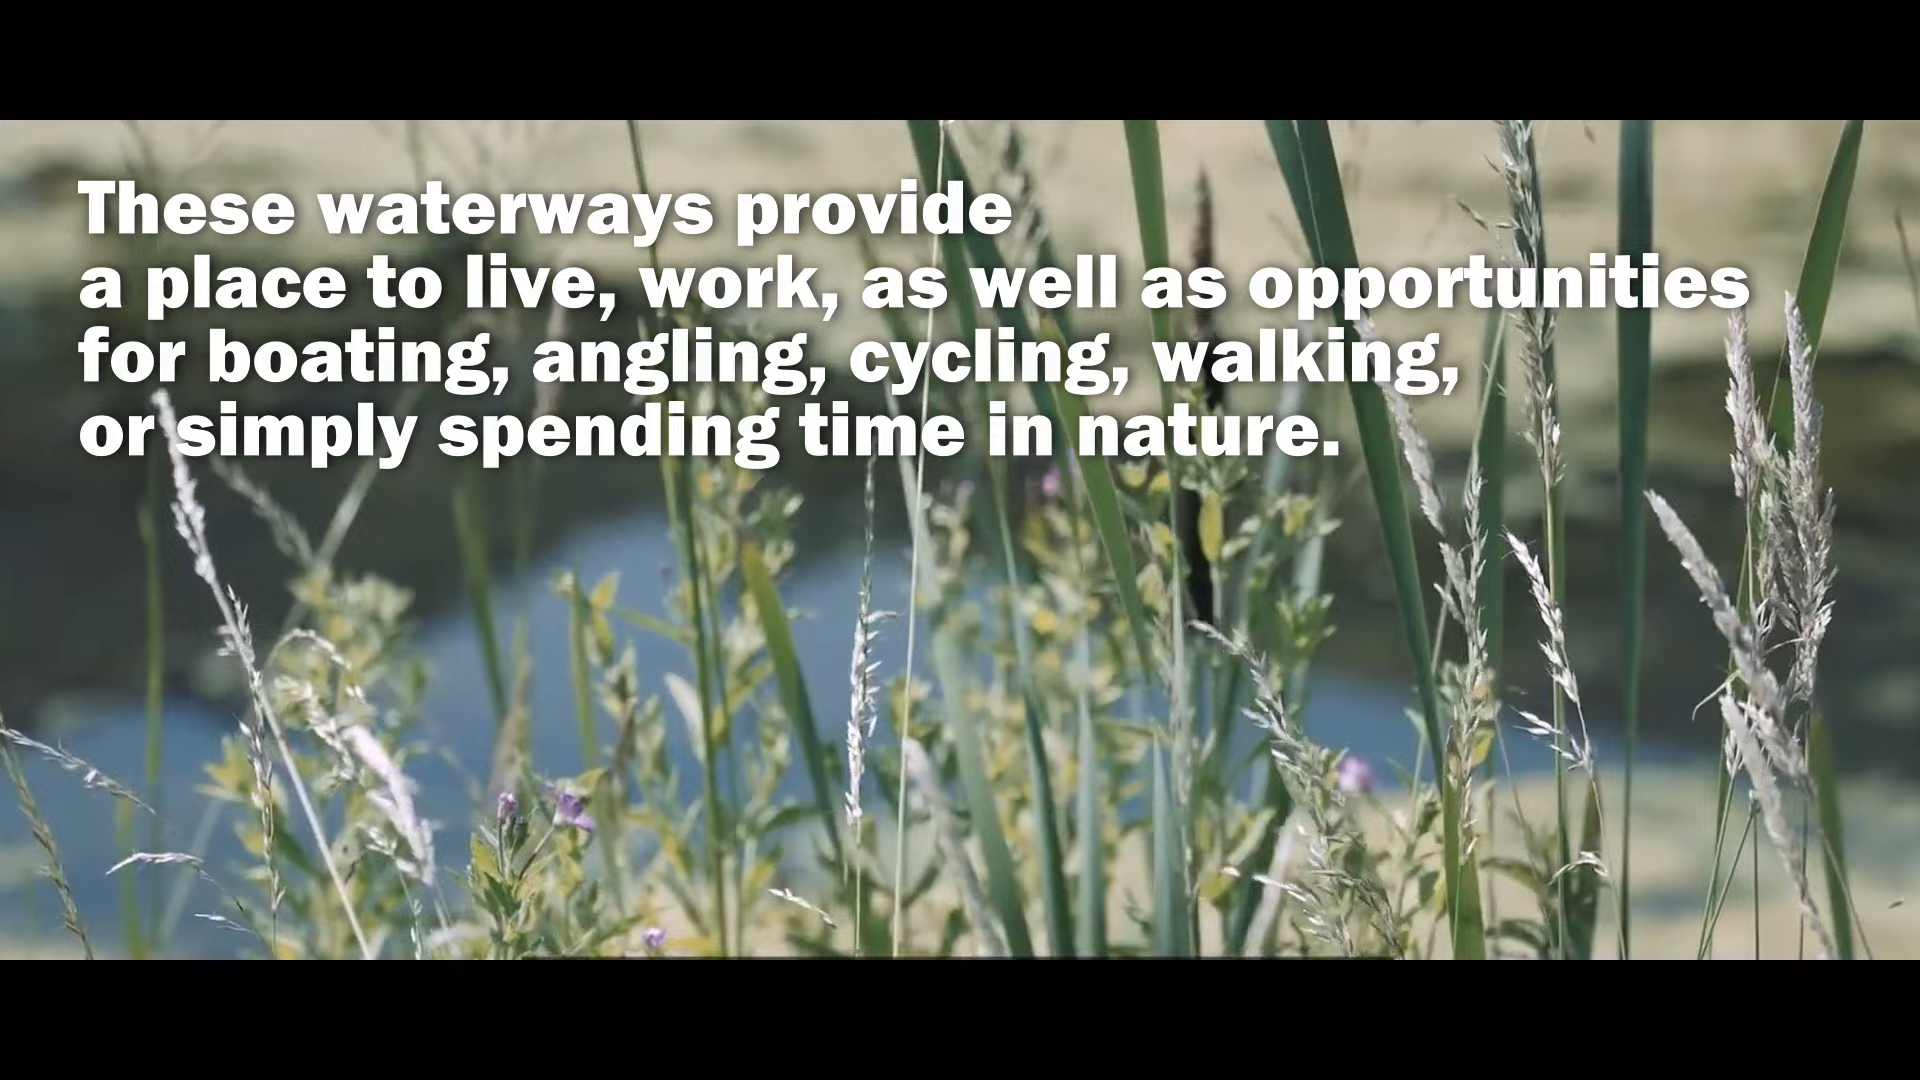 These waterways provide
a place to live, work, as well as opportunities
for boating, angling, cycling, walking,
or simply spending time in nature.